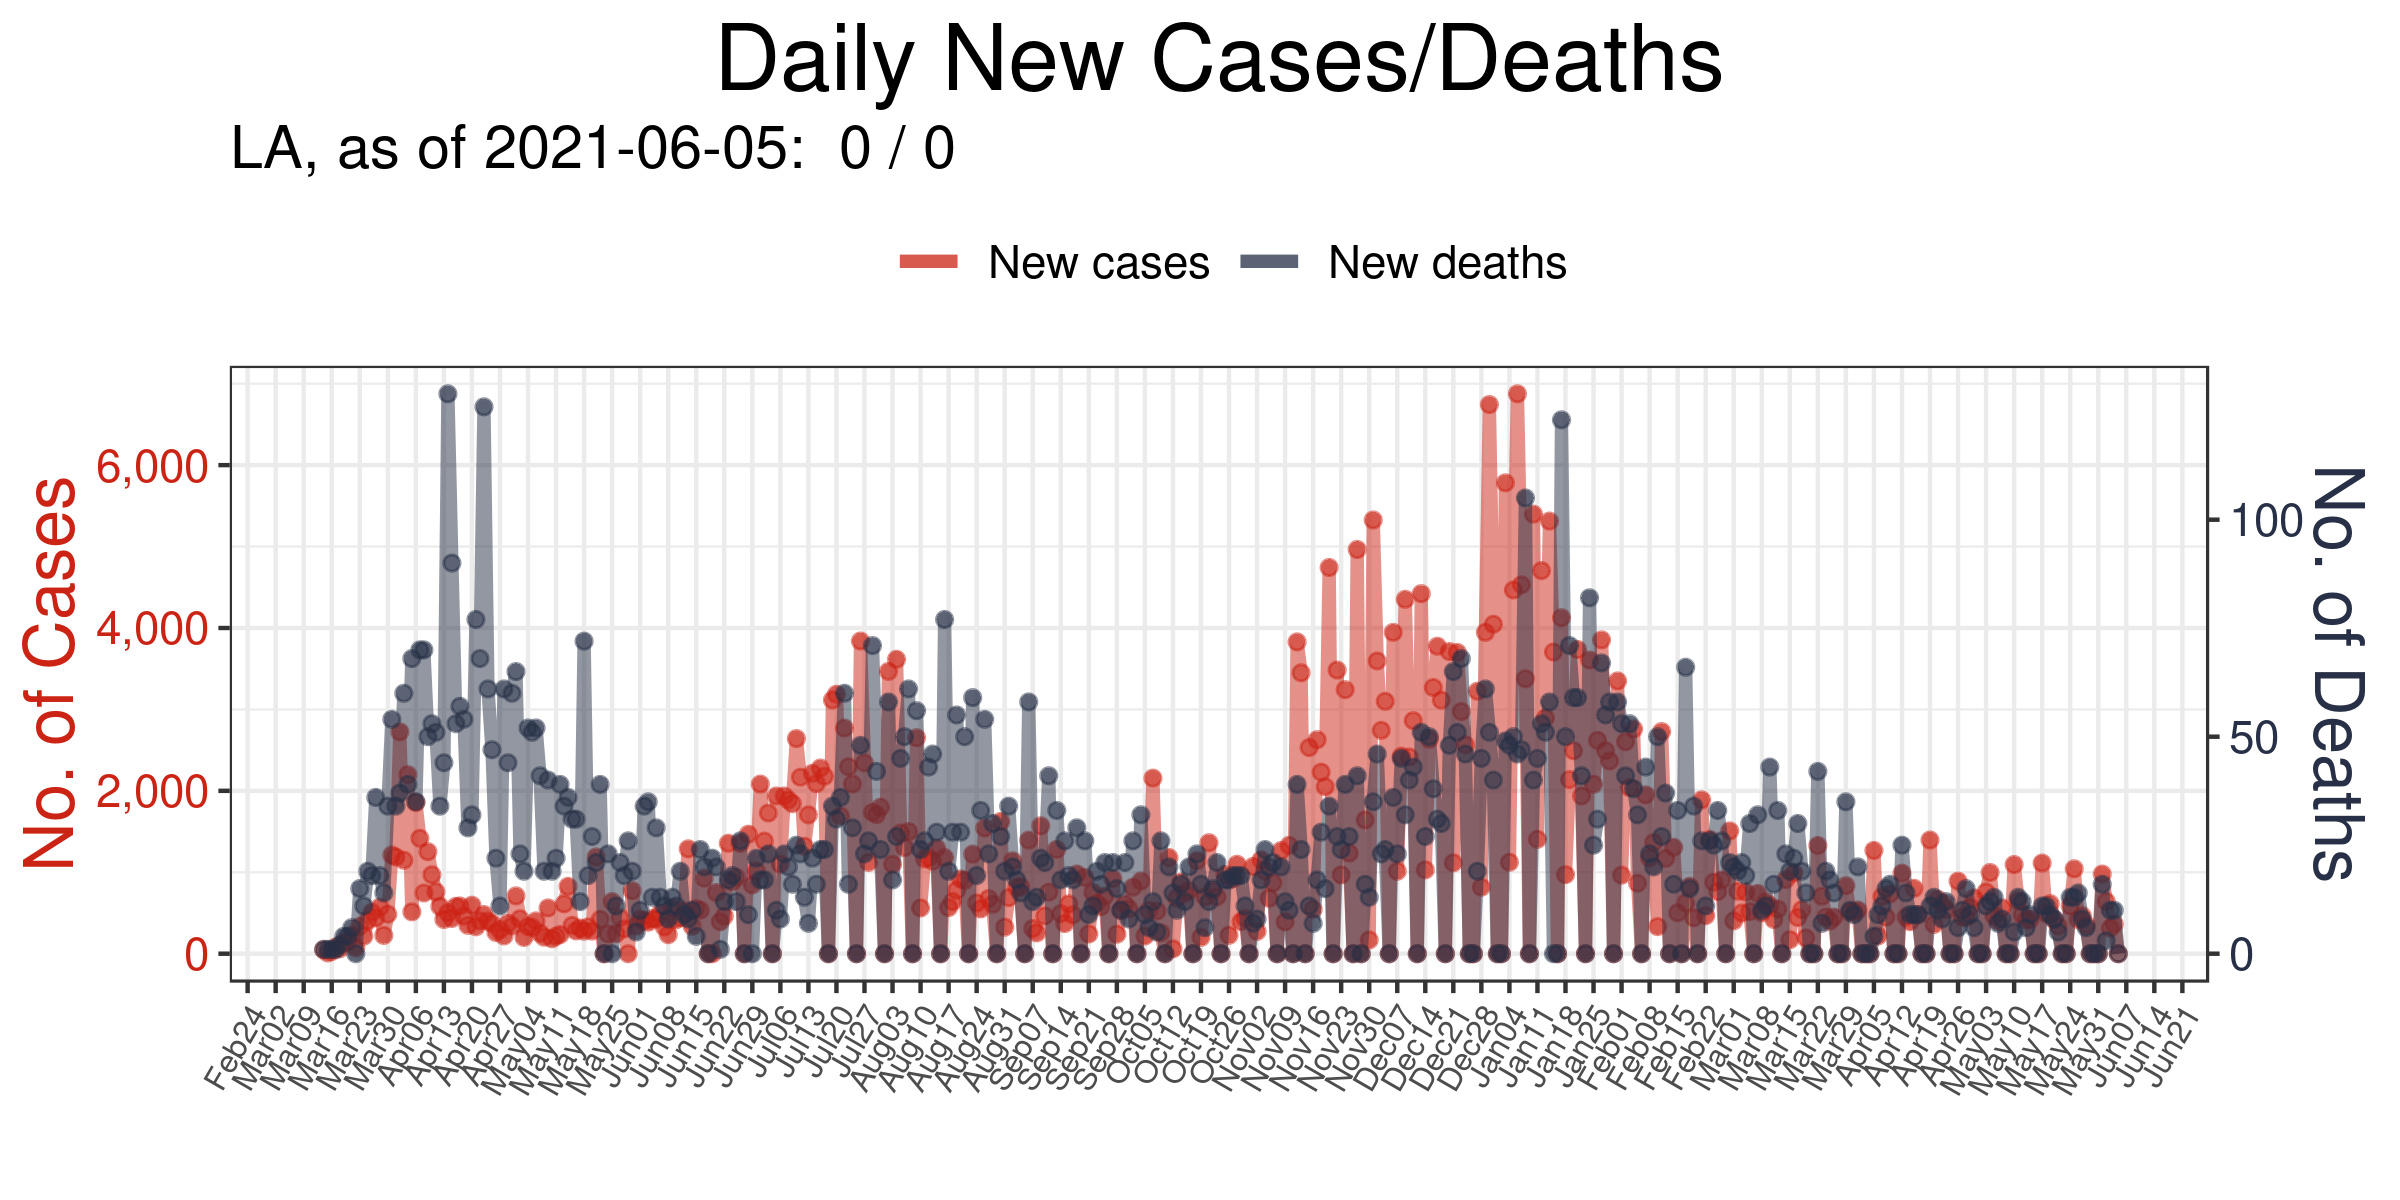 Daily New Cases/Deaths
LA, as of 2021-06-05:  0 / 0
New cases
New deaths
No. of Cases
6,000
4,000
2,000
0
100
50
0
No. of Deaths
Feb24
Mar02
Mar09
Mar16
Mar23
Mar30
Apr06
Apr13
Apr20
Apr27
May04
May11
May18
May25
Jun01
Jun08
Jun15
Jun22
Jun29
Jul06
Jul13
Jul20
Jul27
Aug03
Aug10
Aug17
Aug24
Aug31
Sep07
Sep14
Sep21
Sep28
Oct05
Oct12
Oct19
Oct26
Nov02
Nov09
Nov16
Nov23
Nov30
Dec07
Dec14
Dec21
Dec28
Jan04
Jan11
Jan18
Jan25
Feb01
Feb08
Feb15
Feb22
Mar01
Mar08
Mar15
Mar22
Mar29
Apr05
Apr12
Apr19
Apr26
May03
May10
May17
May24
May31
Jun07
Jun14
Jun21